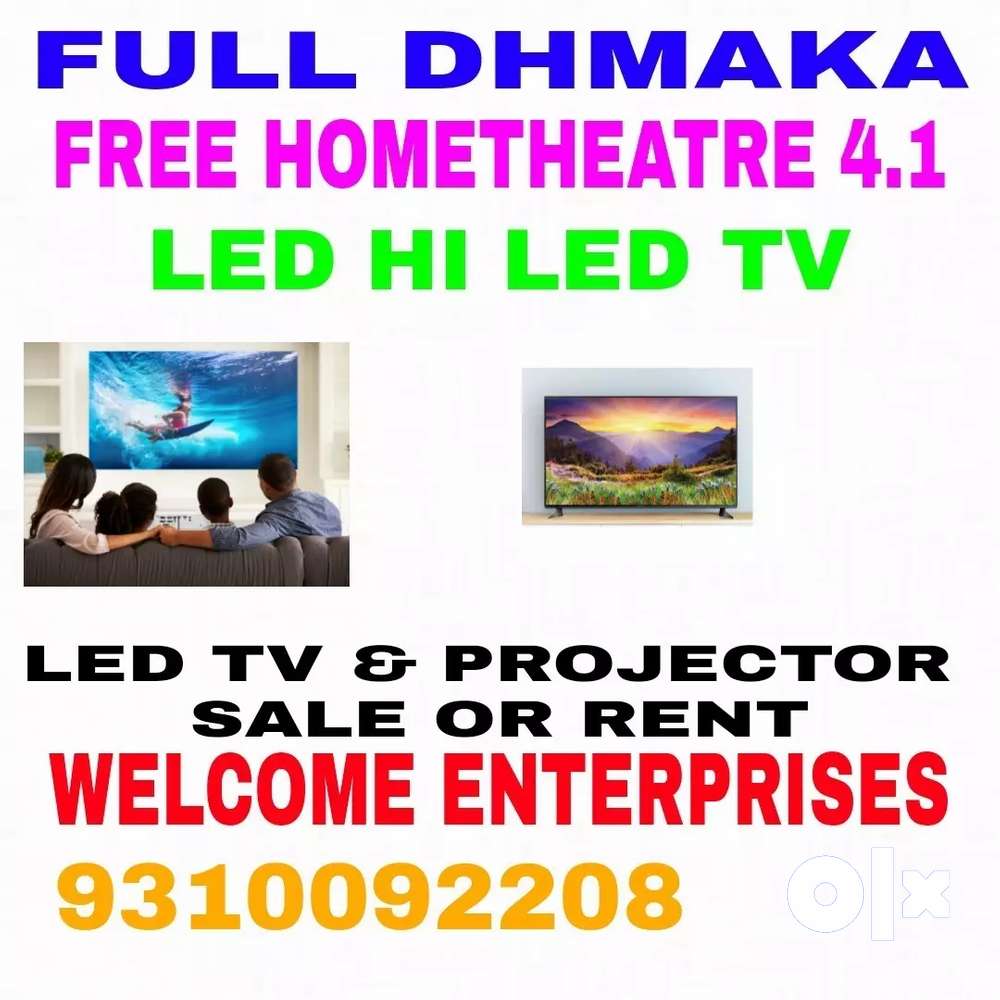 FULL DHMAKA
FREE HOMETHEATRE 4.1
LED HI LED TV
LED TV & PROJECTOR
SALE OR RENT
WELCOME ENTERPRISES
9310092208
olx